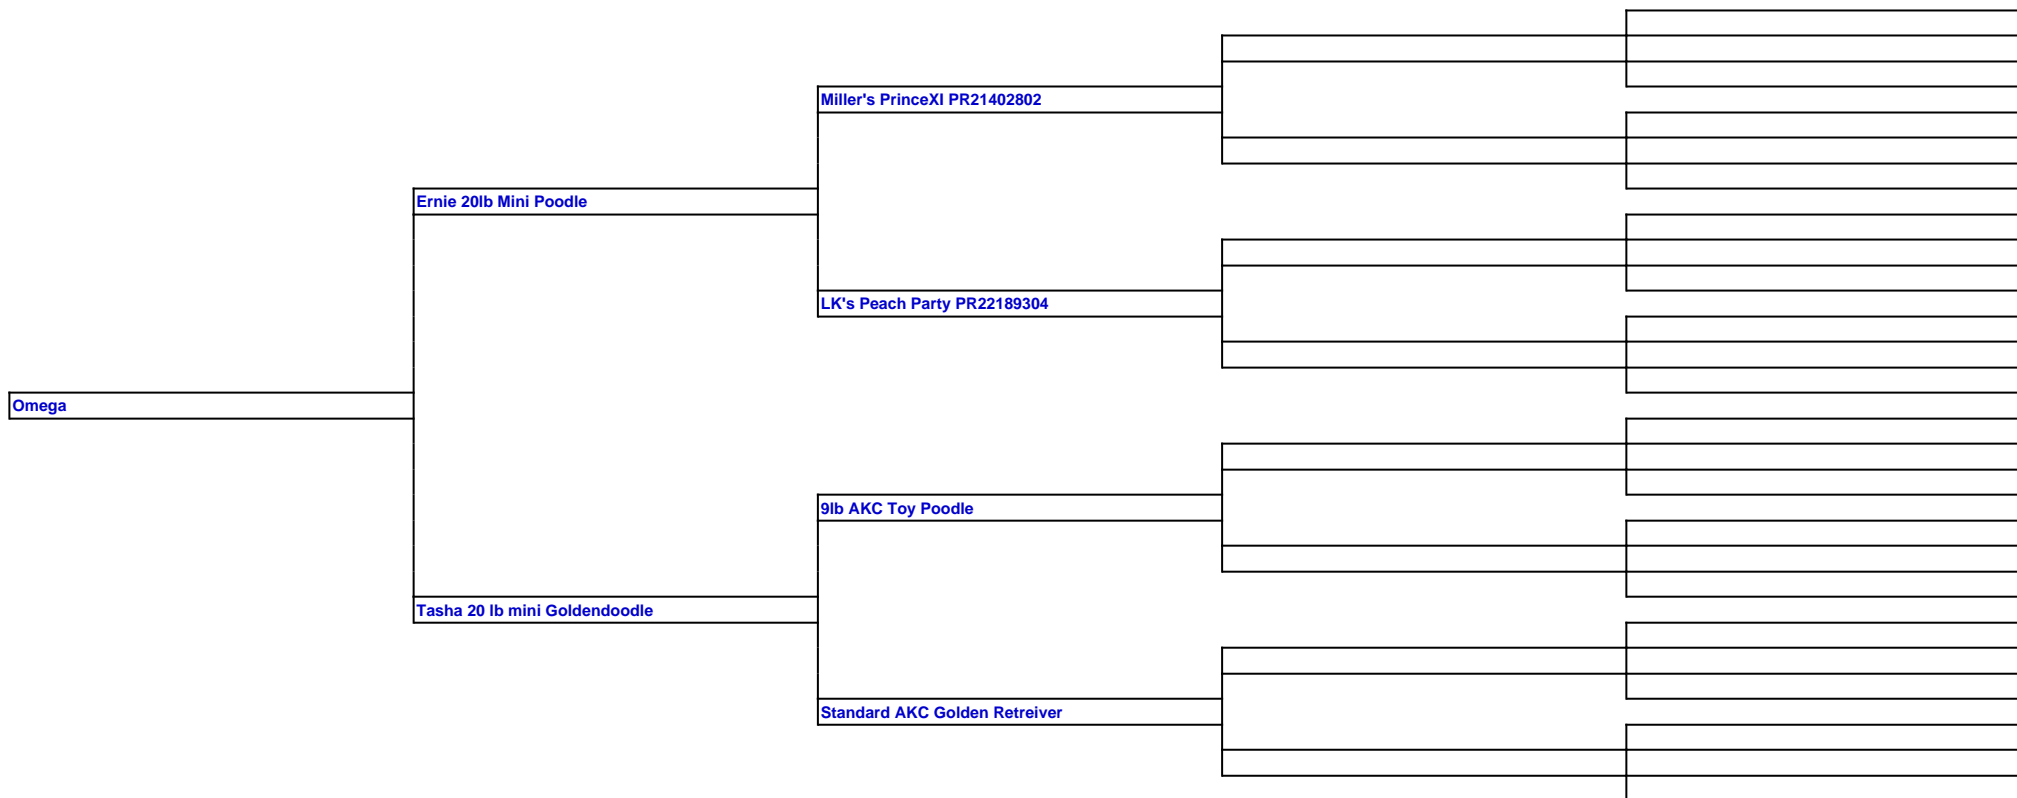 Miller's PrinceXI PR21402802
Ernie 20lb Mini Poodle
LK's Peach Party PR22189304
Omega
9lb AKC Toy Poodle
Tasha 20 lb mini Goldendoodle
Standard AKC Golden Retreiver